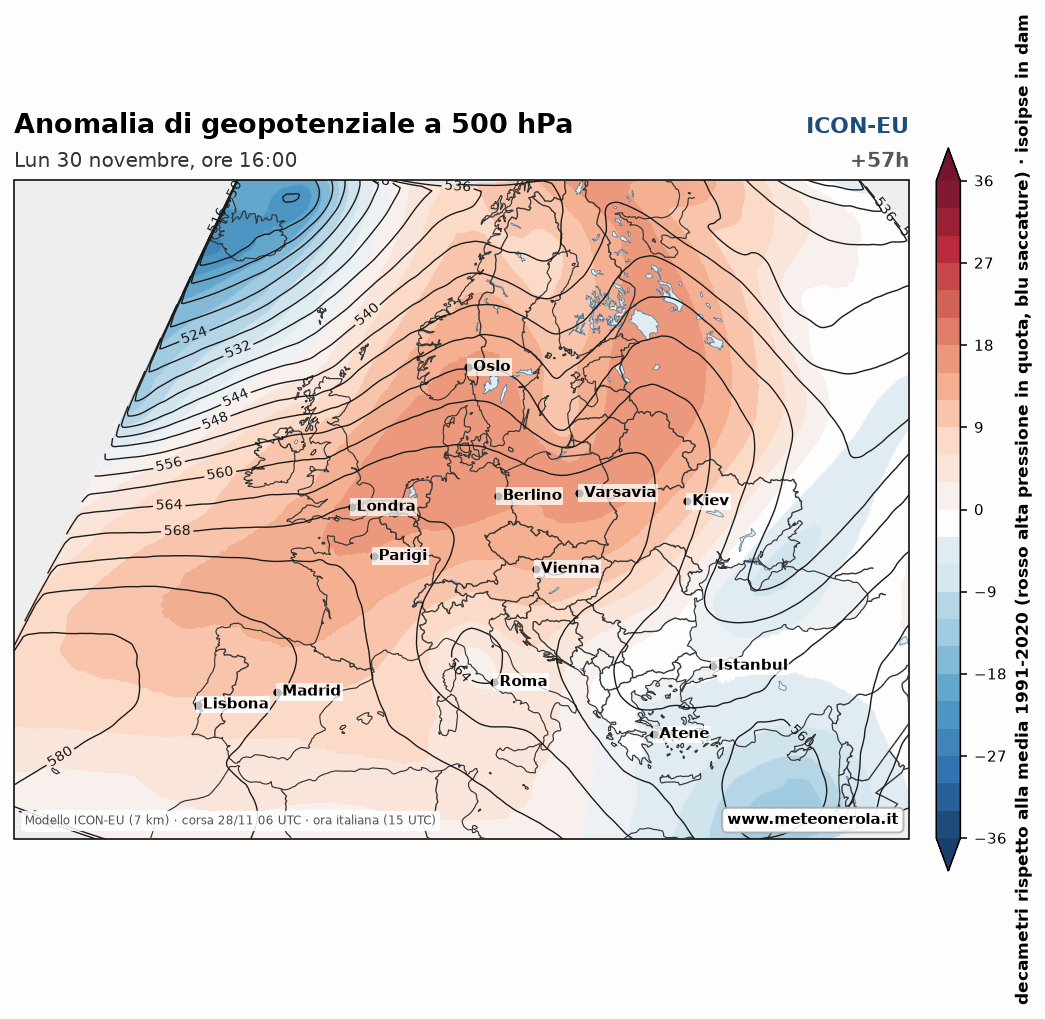 Anomalia di geopotenziale a 500 hPa
ICON-EU
Lun 30 novembre, ore 16:00
+57h
536
536
516
540
524
532
544
548
556
560
564
568
564
560
580
Oslo
Londra
Berlino
Varsavia
Kiev
Parigi
Vienna
Istanbul
Roma
Madrid
Lisbona
Atene
Modello ICON-EU (7 km) · corsa 28/11 06 UTC · ora italiana (15 UTC)
www.meteonerola.it
36
27
18
9
0
−9
−18
−27
−36
decametri rispetto alla media 1991-2020 (rosso alta pressione in quota, blu saccature) · isoipse in dam